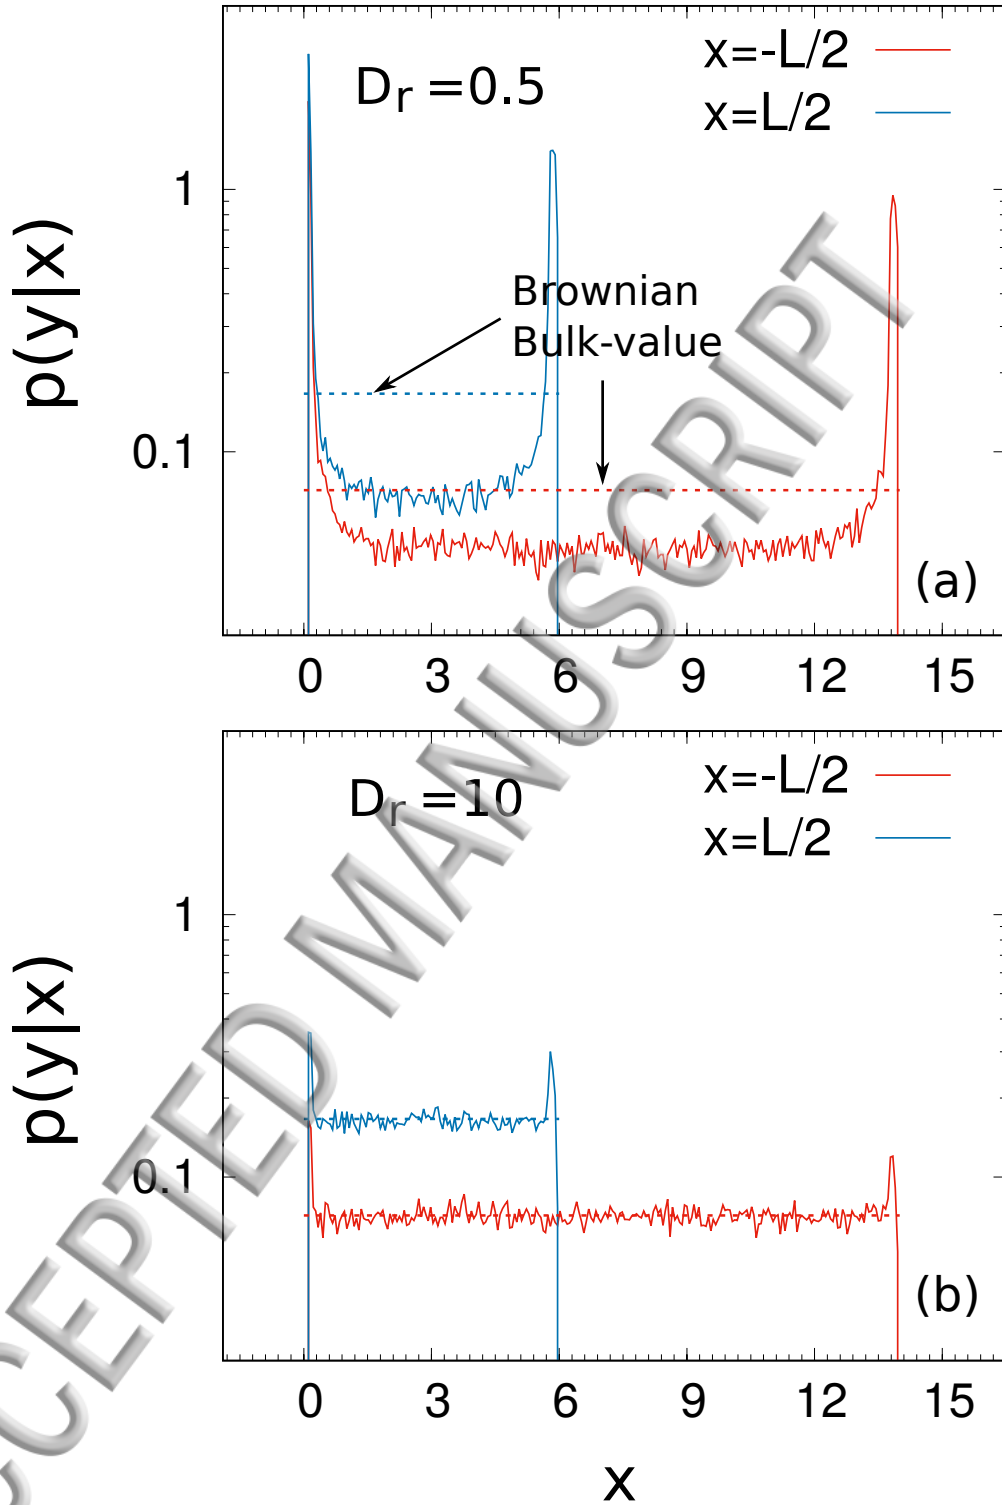 x=-L/2
x=L/2
Dr=0.5
1
0.1
p(y|x)
Brownian
Bulk-value
(a)
0 3 6 9 12 15
x=-L/2
x=L/2
Dr=10
1
0.1
p(y|x)
(b)
0 3 6 9 12 15
x
CCEPTED MANUSCRIPT